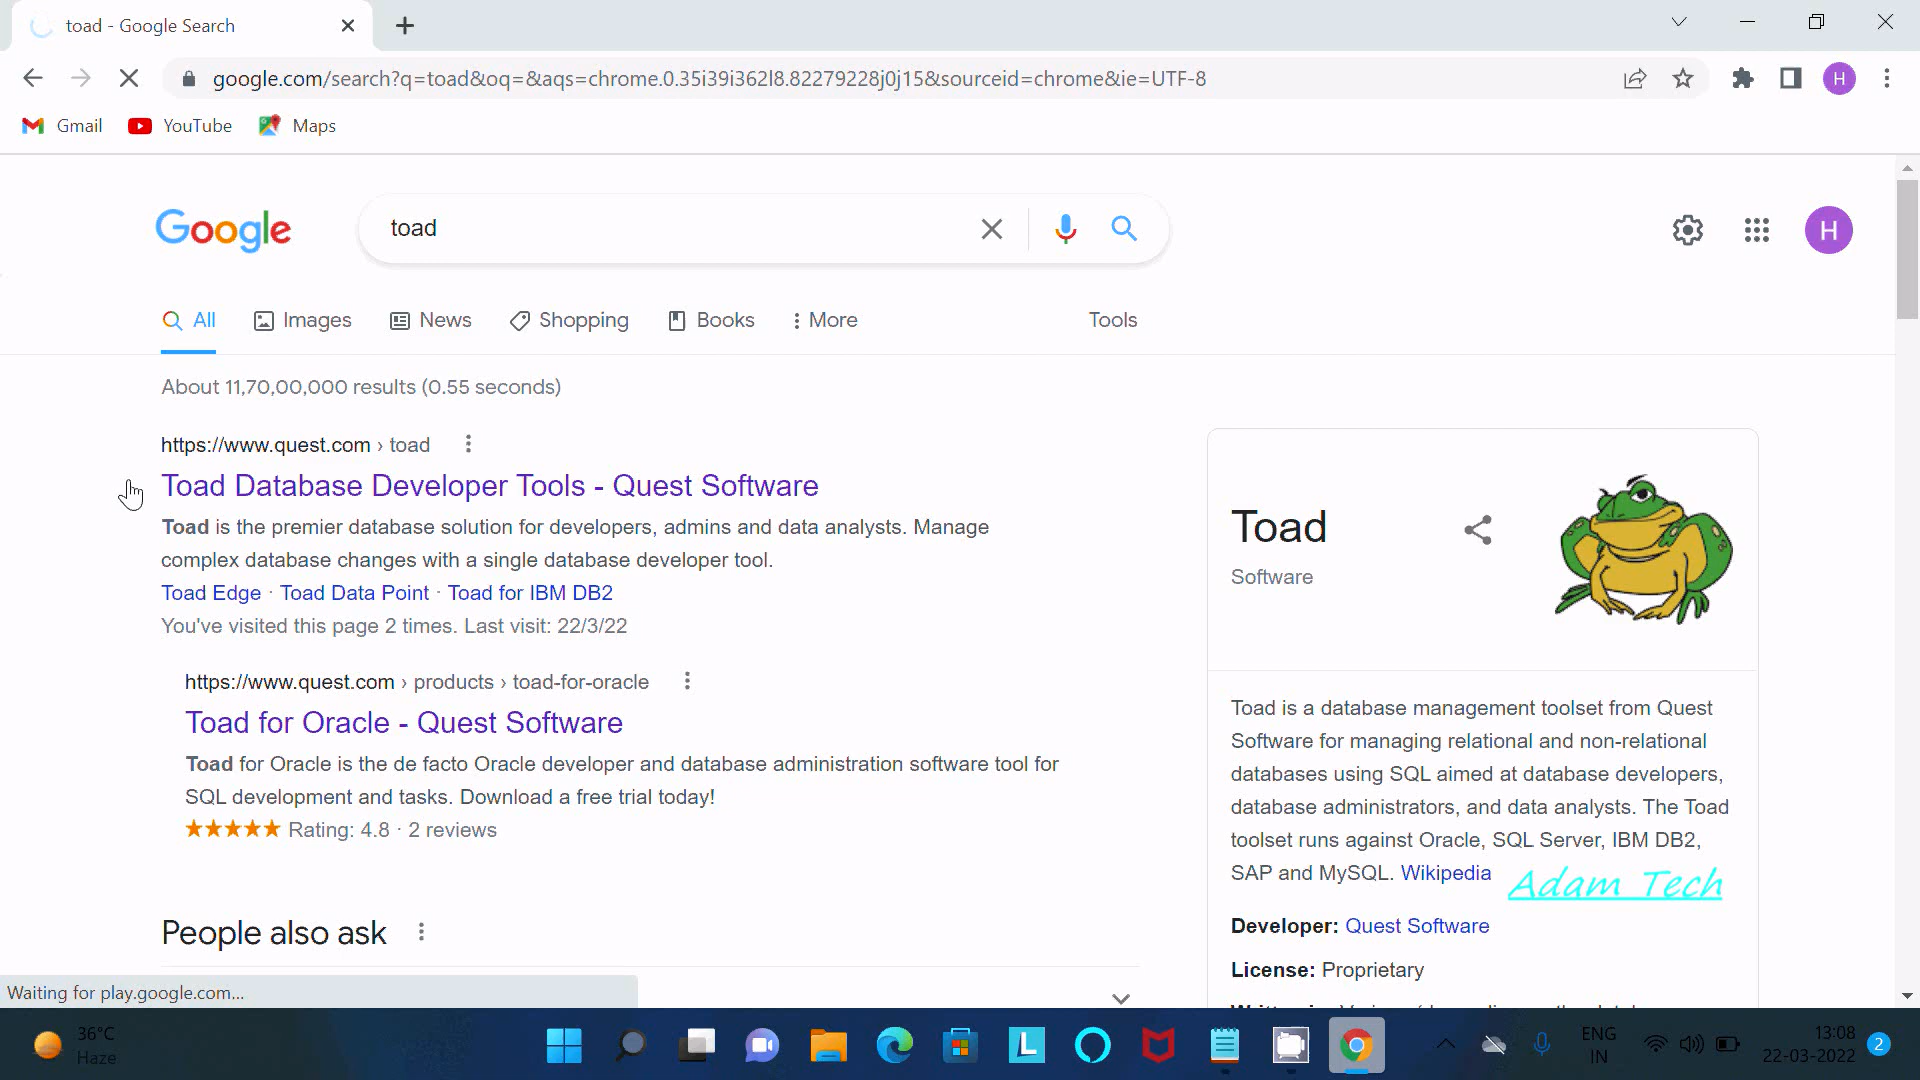 toad - Google Search
google.com/search?q=toad&oq=&aqs=chrome.0.35i39i362l8.82279228j0j15&sourceid=chrome&ie=UTF-8
H
Gmail
YouTube
Maps
Google
toad
H
All
Images
News
Shopping
Books
More
Tools
About 11,70,00,000 results (0.55 seconds)
https://www.quest.com › toad
Toad Database Developer Tools - Quest Software
Toad is the premier database solution for developers, admins and data analysts. Manage
complex database changes with a single database developer tool.
Toad Edge · Toad Data Point · Toad for IBM DB2
You've visited this page 2 times. Last visit: 22/3/22
https://www.quest.com › products › toad-for-oracle
Toad for Oracle - Quest Software
Toad for Oracle is the de facto Oracle developer and database administration software tool for
SQL development and tasks. Download a free trial today!
Rating: 4.8 · 2 reviews
People also ask
Toad
Software
Toad is a database management toolset from Quest
Software for managing relational and non-relational
databases using SQL aimed at database developers,
database administrators, and data analysts. The Toad
toolset runs against Oracle, SQL Server, IBM DB2,
SAP and MySQL. Wikipedia
Adam Tech
Developer: Quest Software
License: Proprietary
Waiting for play.google.com...
36°C
Haze
L
ENG
IN
13:08
22-03-2022
2